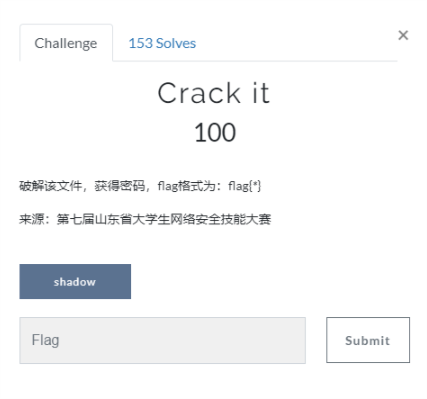 Challenge
153 Solves
×
Crack it
100
破解该文件，获得密码，flag格式为：flag{*}
来源：第七届山东省大学生网络安全技能大赛
shadow
Flag
Submit